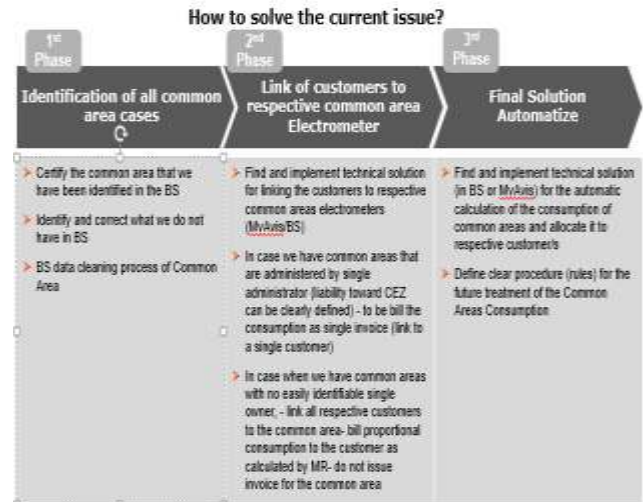 How to solve the current issue?
1st
Phase
2nd
Phase
3rd
Phase
Identification of all common
area cases
Link of customers to
respective common area
Electrometer
Final Solution
Automatize
Certify the common area that we
have been identified in the BS
Identify and correct what we do not
have in BS
BS data cleaning process of Common
Area
Find and implement technical solution
for linking the customers to respective
common areas electrometers
(MvAvis/BS)
In case we have common areas that
are administered by single
administrator (liability toward CEZ
can be clearly defined) - to be bill the
consumption as single invoice (link to
a single customer)
In case when we have common areas
with no easily identifiable single
owner, - link all respective customers
to the common area- bill proportional
consumption to the customer as
calculated by MR- do not issue
invoice for the common area
Find and implement technical solution
(in BS or MvAvis) for the automatic
calculation of the consumption of
common areas and allocate it to
respective customer/s
Define clear procedure (rules) for the
future treatment of the Common
Areas Consumption